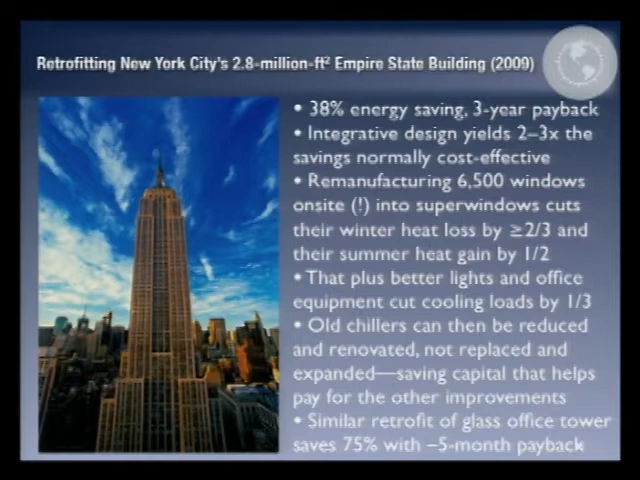 Retrofitting New York City's 2.8-million-ft² Empire State Building (2009)
• 38% energy saving, 3-year payback
• Integrative design yields 2–3x the
savings normally cost-effective
• Remanufacturing 6,500 windows
onsite (!) into superwindows cuts
their winter heat loss by ≥2/3 and
their summer heat gain by 1/2
• That plus better lights and office
equipment cut cooling loads by 1/3
• Old chillers can then be reduced
and renovated, not replaced and
expanded—saving capital that helps
pay for the other improvements
• Similar retrofit of glass office tower
saves 75% with –5-month payback